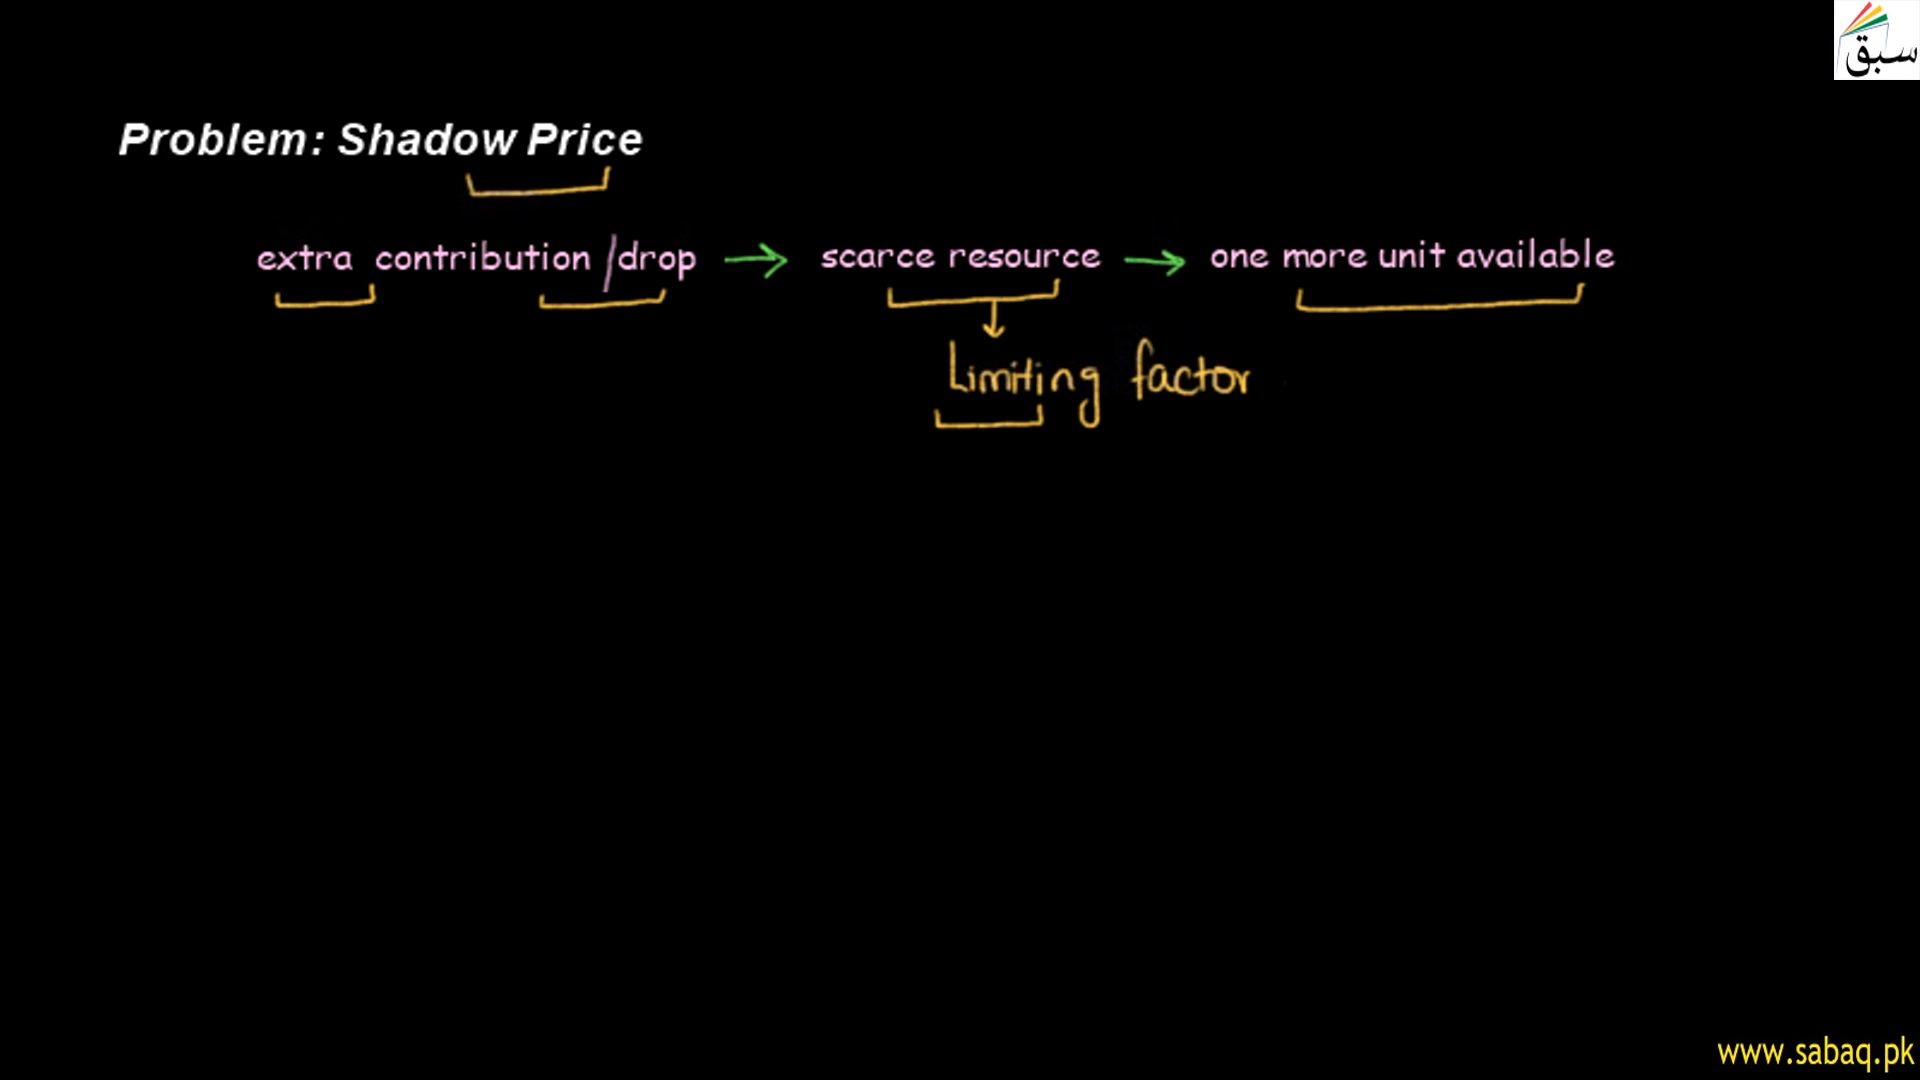 سبق
Problem: Shadow Price
extra contribution /drop → scarce resource → one more unit available
Limiting factor
www.sabaq.pk